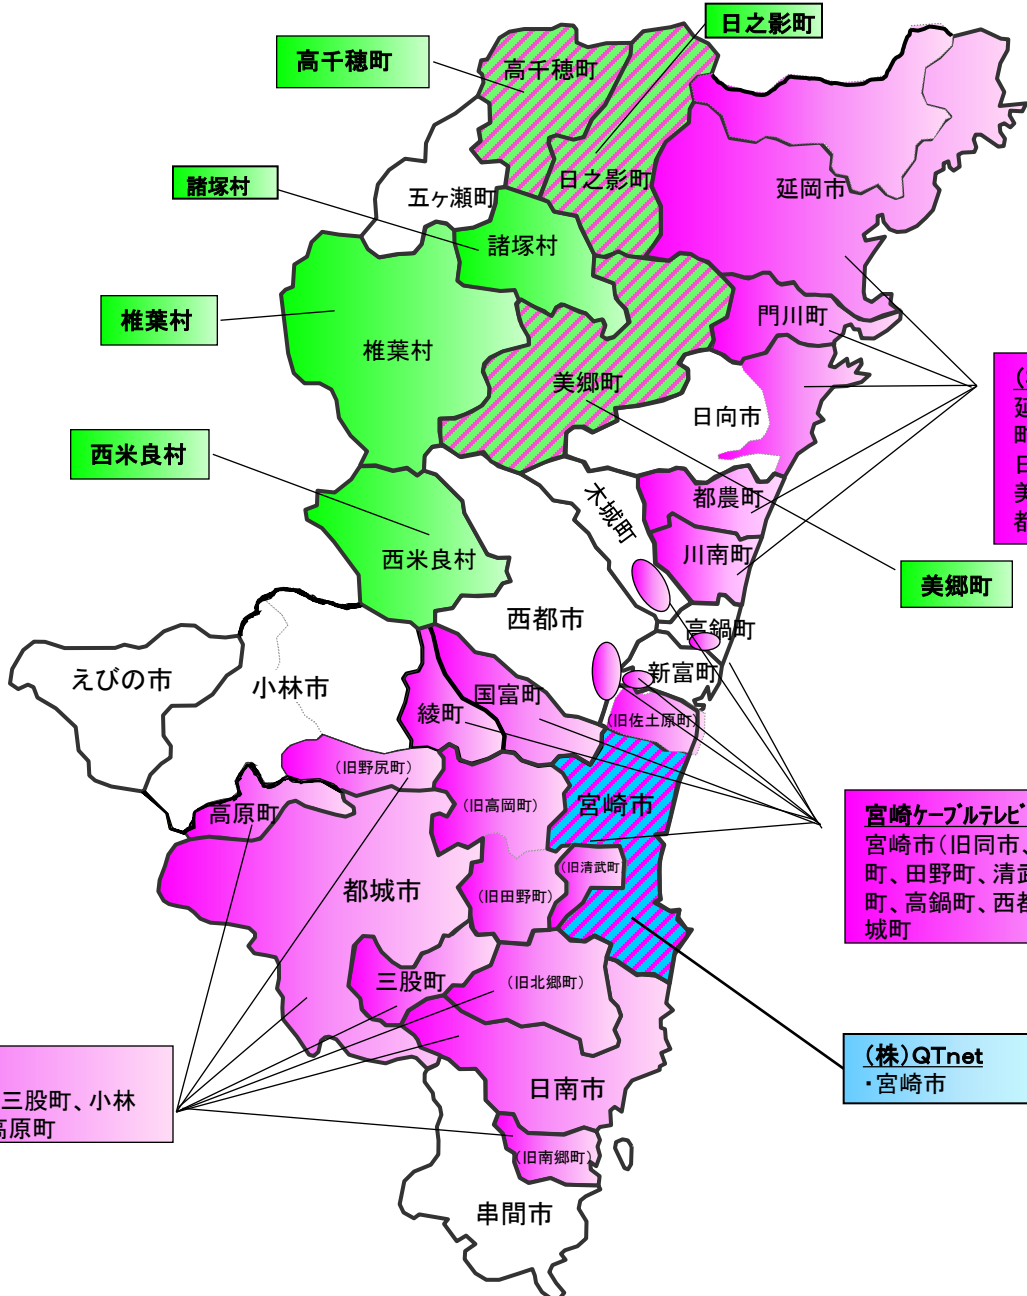 日之影町
高千穂町
高千穂町
諸塚村
日之影町
五ヶ瀬町
延岡市
諸塚村
椎葉村
門川町
椎葉村
美郷町
日向市
(
延
町
日
美
都
西米良村
木城町
都農町
川南町
西米良村
美郷町
西都市
高鍋町
えびの市
小林市
新富町
国富町
綾町
(旧佐土原町)
(旧野尻町)
高原町
(旧高岡町)
宮崎市
宮崎ケーブルテレビ
宮崎市(旧同市、
町、田野町、清武
町、高鍋町、西都
城町
都城市
(旧清武町
(旧田野町)
三股町
(旧北郷町)
(株)QTnet
・宮崎市
三股町、小林
高原町
日南市
(旧南郷町)
串間市